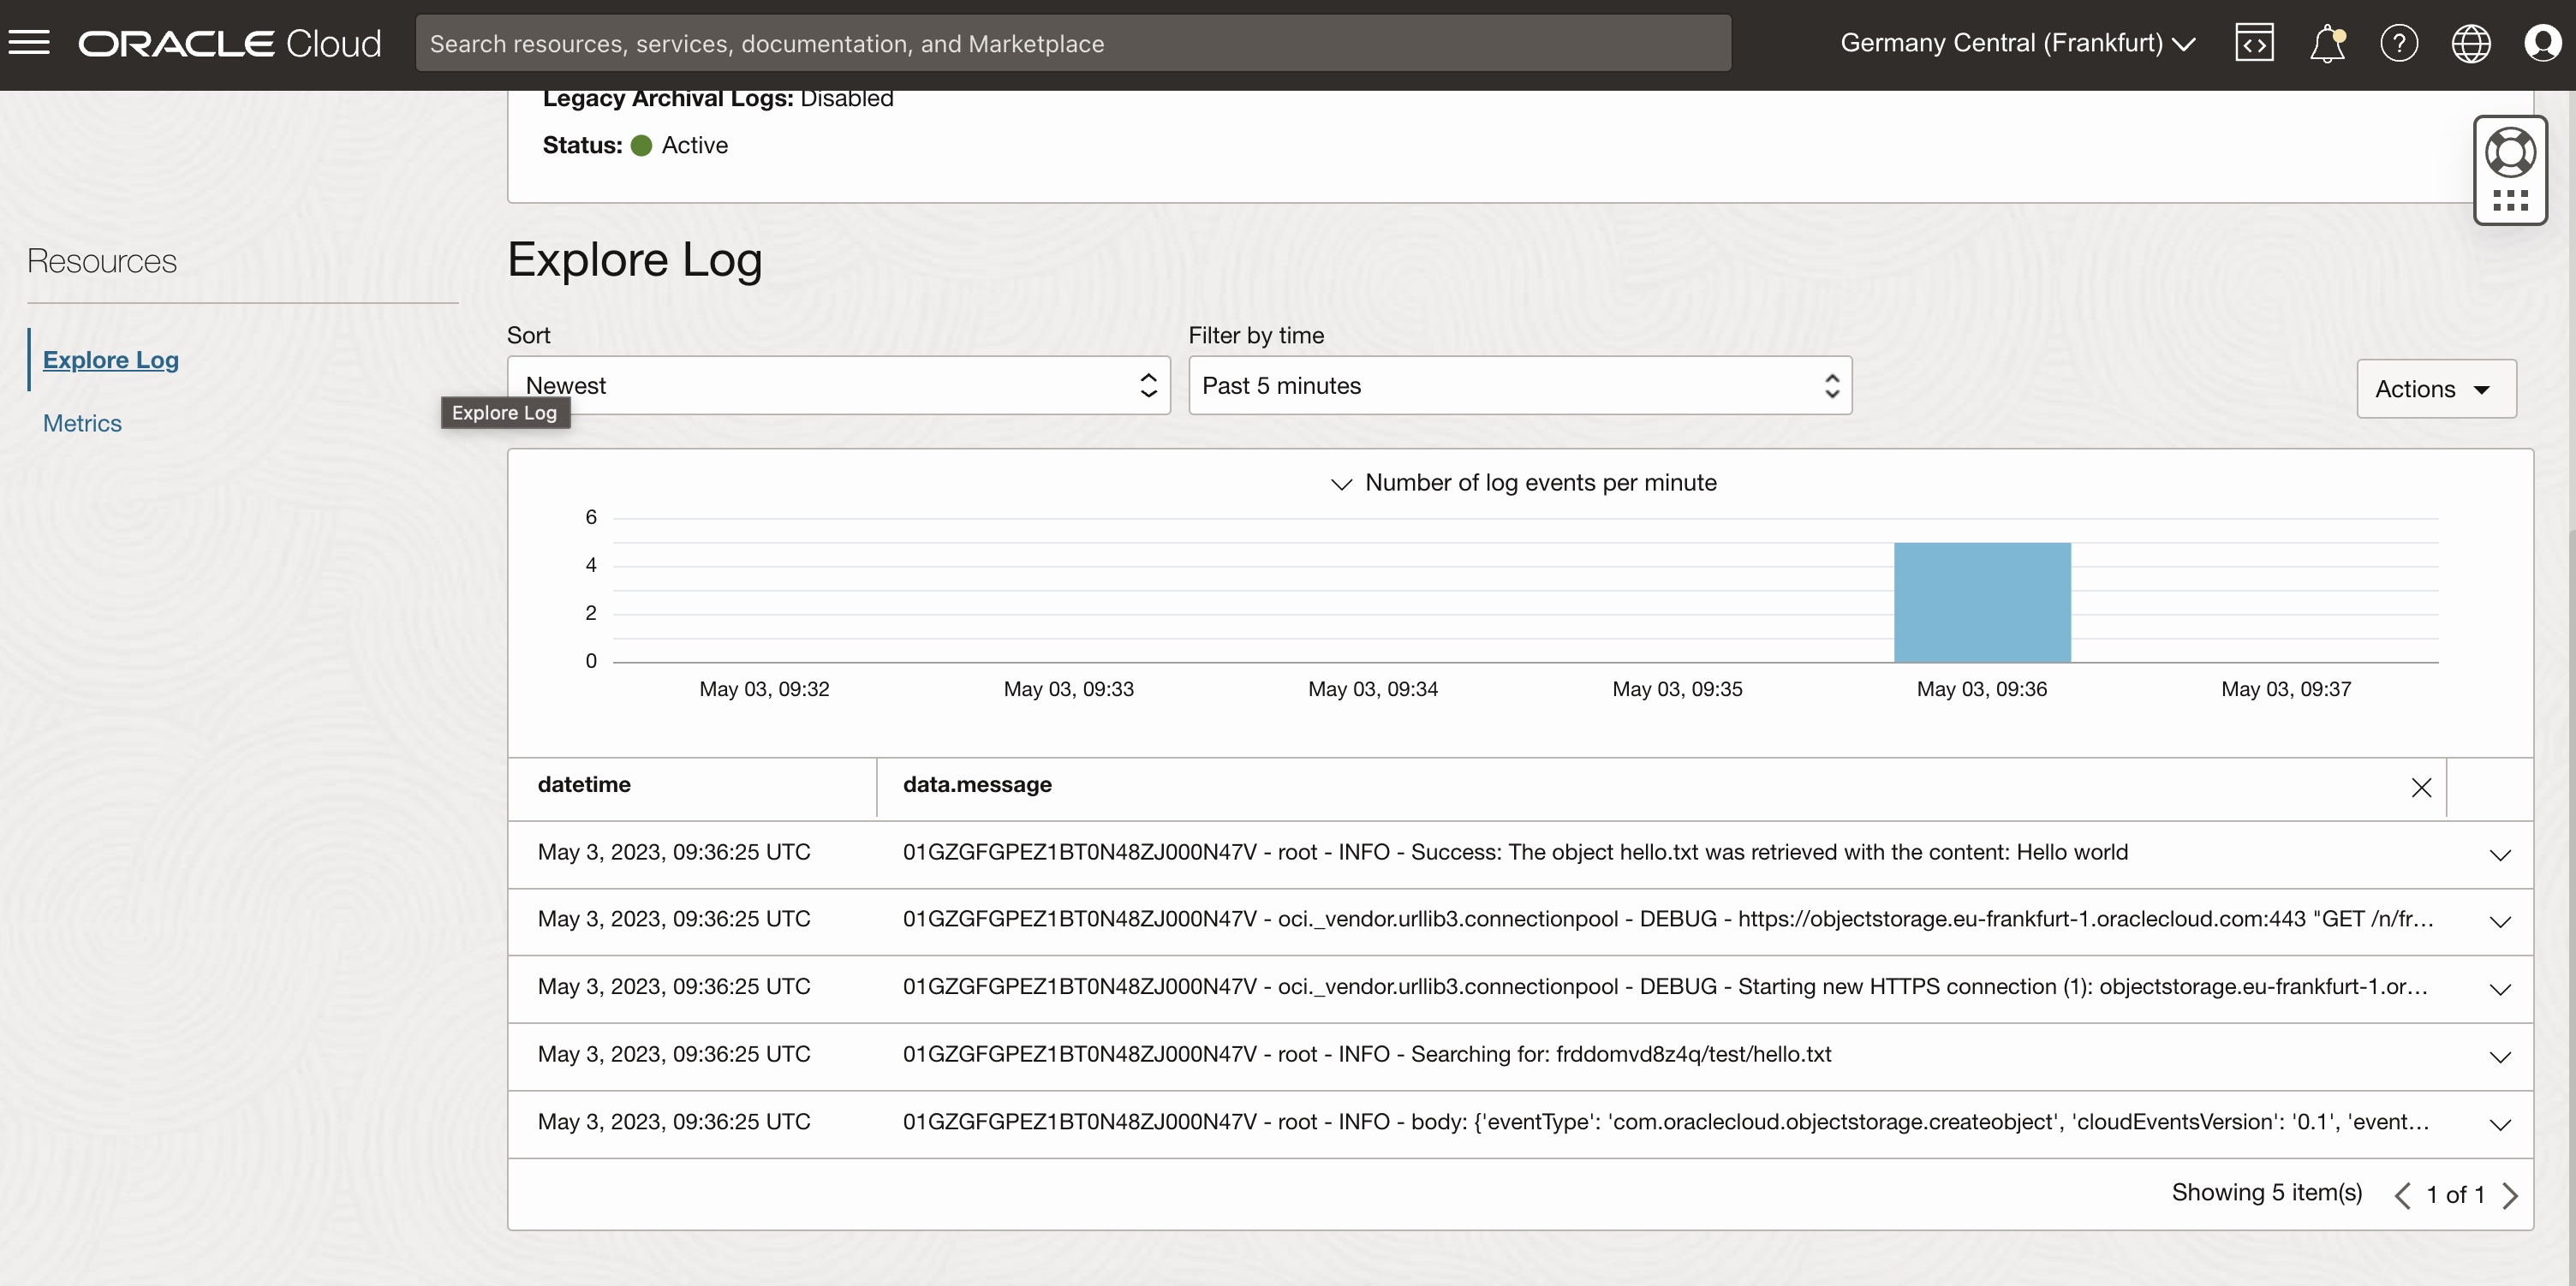 ORACLE Cloud
Search resources, services, documentation, and Marketplace
Germany Central (Frankfurt)
Legacy Archival Logs: Disabled
Status: Active
Resources
Explore Log
Metrics
Explore Log
Sort
Newest
Explore Log
Filter by time
Past 5 minutes
Actions
Number of log events per minute
6
4
2
0
May 03, 09:32 May 03, 09:33 May 03, 09:34 May 03, 09:35 May 03, 09:36 May 03, 09:37
datetime data.message
May 3, 2023, 09:36:25 UTC 01GZGFGPEZ1BT0N48ZJ000N47V - root - INFO - Success: The object hello.txt was retrieved with the content: Hello world
May 3, 2023, 09:36:25 UTC 01GZGFGPEZ1BT0N48ZJ000N47V - oci._vendor.urllib3.connectionpool - DEBUG - https://objectstorage.eu-frankfurt-1.oraclecloud.com:443 "GET /n/fr...
May 3, 2023, 09:36:25 UTC 01GZGFGPEZ1BT0N48ZJ000N47V - oci._vendor.urllib3.connectionpool - DEBUG - Starting new HTTPS connection (1): objectstorage.eu-frankfurt-1.or...
May 3, 2023, 09:36:25 UTC 01GZGFGPEZ1BT0N48ZJ000N47V - root - INFO - Searching for: frddomvd8z4q/test/hello.txt
May 3, 2023, 09:36:25 UTC 01GZGFGPEZ1BT0N48ZJ000N47V - root - INFO - body: {'eventType': 'com.oraclecloud.objectstorage.createobject', 'cloudEventsVersion': '0.1', 'event...
Showing 5 item(s) 1 of 1